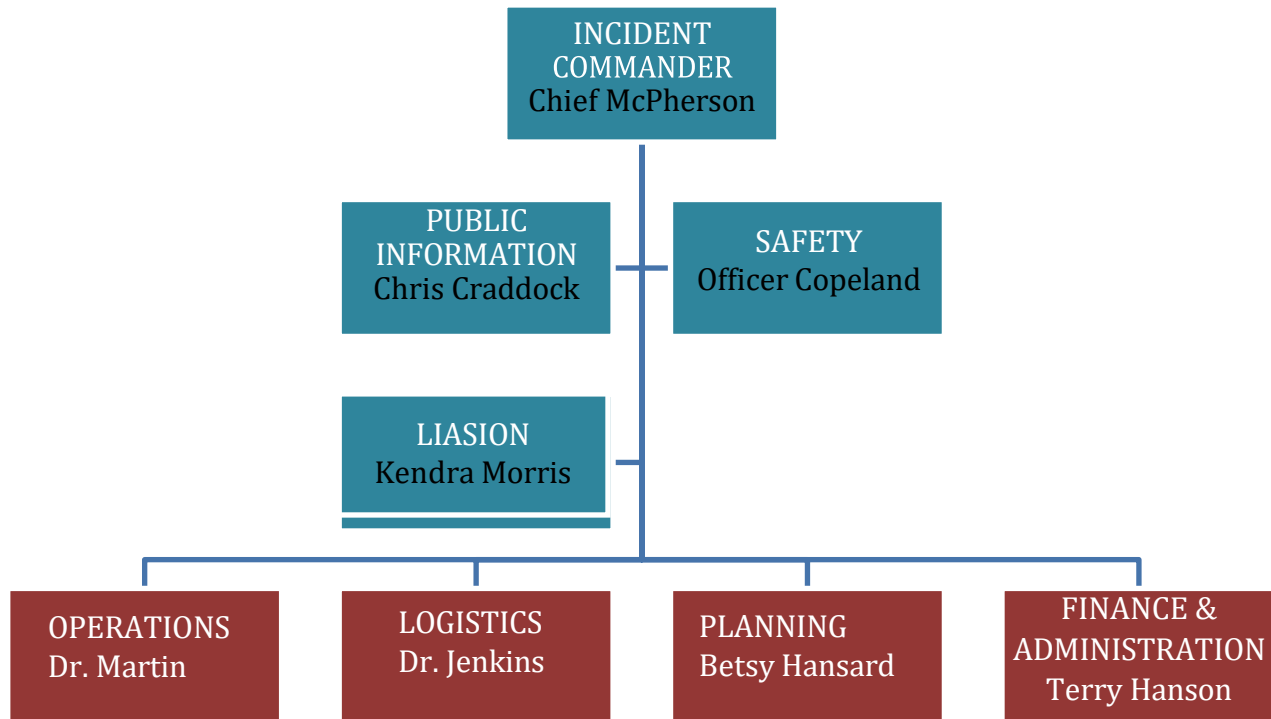 INCIDENT
COMMANDER
Chief McPherson
PUBLIC
INFORMATION
Chris Craddock
SAFETY
Officer Copeland
LIASION
Kendra Morris
OPERATIONS
Dr. Martin
LOGISTICS
Dr. Jenkins
PLANNING
Betsy Hansard
FINANCE &
ADMINISTRATION
Terry Hanson